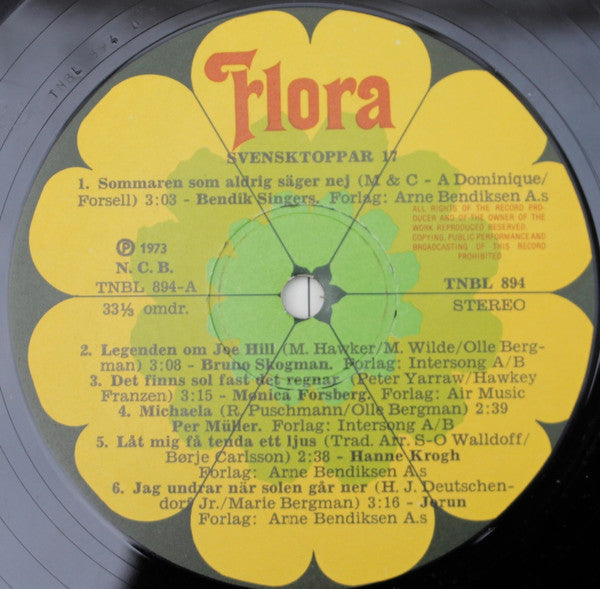 TNBL 894 A
Flora
SVENSKTOPPAR 17
1. Sommaren som aldrig säger nej (M & C - A Dominique/
Forsell) 3:03 - Bendik Singers. Forlag: Arne Bendiksen A.s
ALL RIGHTS OF THE RECORD PRO-
DUCER AND OF THE OWNER OF THE
WORK REPRODUCED RESERVED.
COPYING, PUBLIC PERFORMANCE AND
BROADCASTING OF THIS RECORD
PROHIBITED
Ⓟ 1973
N. C. B.
TNBL 894-A
33⅓ omdr.
TNBL 894
STEREO
2. Legenden om Joe Hill (M. Hawker/M. Wilde/Olle Berg-
man) 3:08 - Bruno Skogman. Forlag: Intersong A/B
3. Det finns sol fast det regnar (Peter Yarraw/Hawkey
Franzen) 3:15 - Monica Forsberg. Forlag: Air Music
4. Michaela (R. Puschmann/Olle Bergman) 2:39
Per Müller. Forlag: Intersong A/B
5. Låt mig få tenda ett ljus (Trad. Arr. S-O Walldoff/
Børje Carlsson) 2:38 - Hanne Krogh
Forlag: Arne Bendiksen A.s
6. Jag undrar när solen går ner (H. J. Deutschen-
dorf Jr./Marie Bergman) 3:16 - Jorun
Forlag: Arne Bendiksen A.s